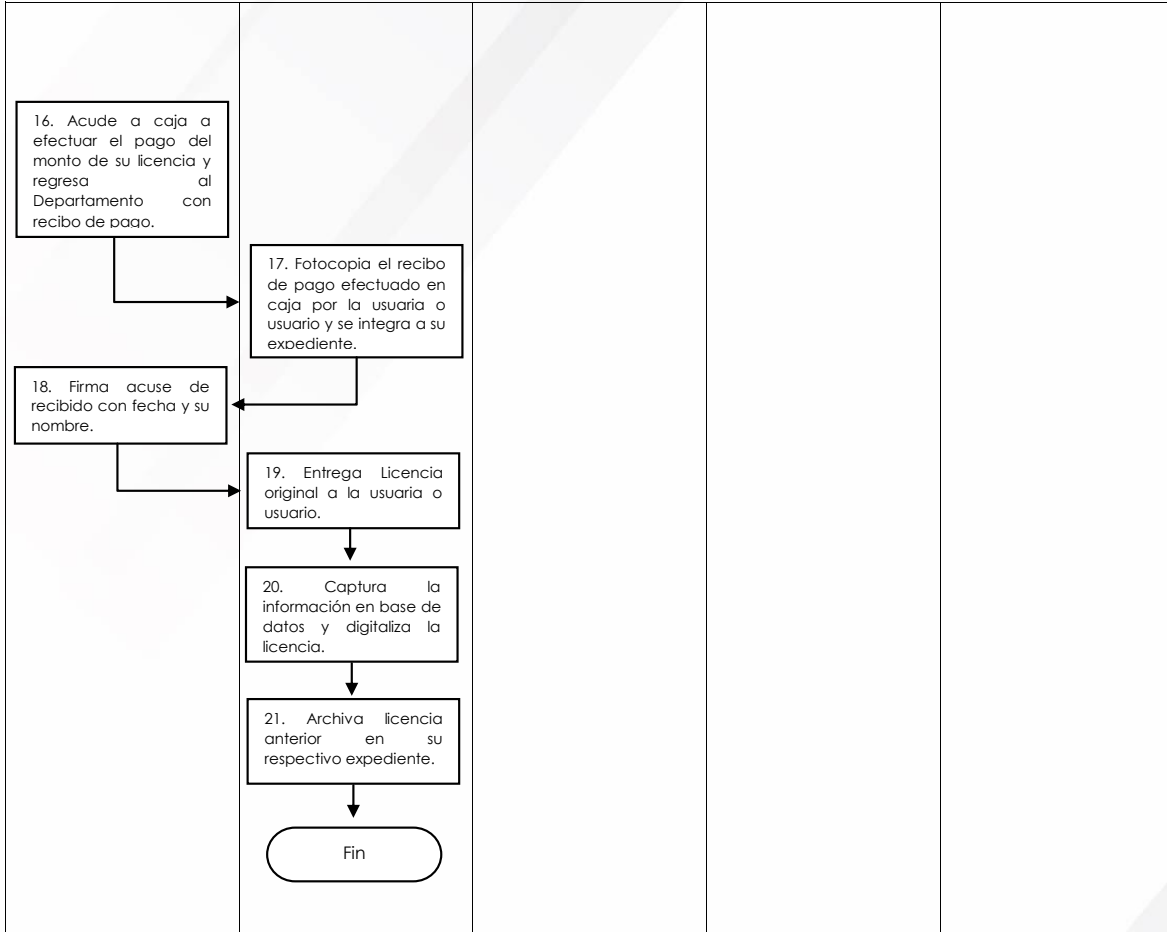 16. Acude a caja a
efectuar el pago del
monto de su licencia y
regresa al
Departamento con
recibo de pago.
17. Fotocopia el recibo
de pago efectuado en
caja por la usuaria o
usuario y se integra a su
expediente.
18. Firma acuse de
recibido con fecha y su
nombre.
19. Entrega Licencia
original a la usuaria o
usuario.
20. Captura la
información en base de
datos y digitaliza la
licencia.
21. Archiva licencia
anterior en su
respectivo expediente.
Fin